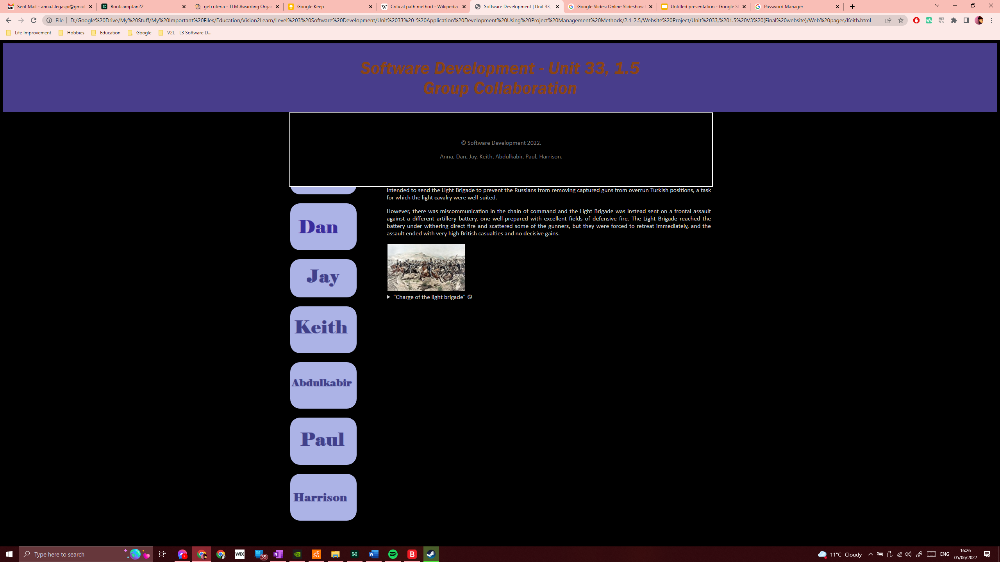 Sent Mail - anna.t.legaspi@gmai
BootcampJan22
getcriteria - TLM Awarding Orgar
Google Keep
Critical path method - Wikipedia
Software Development | Unit 33,
Google Slides: Online Slideshow
Untitled presentation - Google Sl
Password Manager
File
D:/Google%20Drive/My%20Stuff/My%20Important%20Files/Education/Vision2Learn/Level%203%20Software%20Development/Unit%2033%20-%20Application%20Development%20Using%20Project%20Management%20Methods/2.1-2.5/Website%20Project/Unit%2033,%201.5%20V3%20(Final%20website)/Web%20pages/Keith.html
Life Improvement
Hobbies
Education
Google
V2L - L3 Software D...
Software Development - Unit 33, 1.5
Group Collaboration
© Software Development 2022.
Anna, Dan, Jay, Keith, Abdulkabir, Paul, Harrison.
intended to send the Light Brigade to prevent the Russians from removing captured guns from overrun Turkish positions, a task
for which the light cavalry were well-suited.
However, there was miscommunication in the chain of command and the Light Brigade was instead sent on a frontal assault
against a different artillery battery, one well-prepared with excellent fields of defensive fire. The Light Brigade reached the
battery under withering direct fire and scattered some of the gunners, but they were forced to retreat immediately, and the
assault ended with very high British casualties and no decisive gains.
"Charge of the light brigade" ©
Dan
Jay
Keith
Abdulkabir
Paul
Harrison
Type here to search
WIX
39
11°C Cloudy
ENG
16:26
05/06/2022